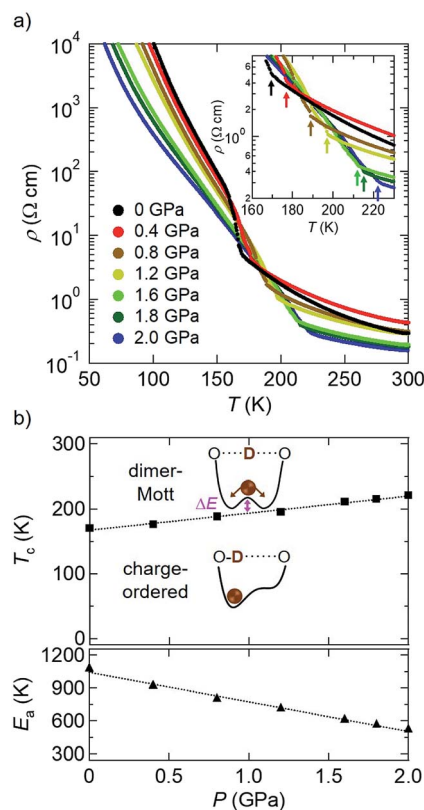 a)
10⁴
10³
10²
10¹
10⁰
10⁻¹
ρ (Ω cm)
0 GPa
0.4 GPa
0.8 GPa
1.2 GPa
1.6 GPa
1.8 GPa
2.0 GPa
50 100 150 200 250 300
T (K)
ρ (Ω cm)
6
4
2
10⁰
8
6
4
2
160 180 200 220
T (K)
b)
300
200
100
0
T_c (K)
dimer-
Mott
O D O
ΔE
charge-
ordered
O-D O
1200
900
600
300
E_a (K)
0 0.5 1.0 1.5 2.0
P (GPa)